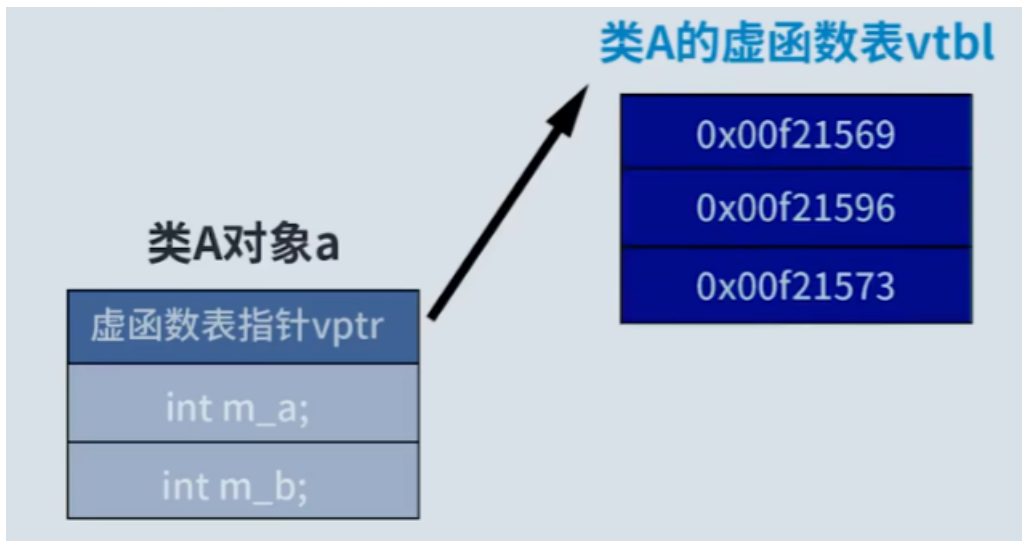 类A的虚函数表vtbl
0x00f21569
0x00f21596
0x00f21573
类A对象a
虚函数表指针vptr
int m_a;
int m_b;